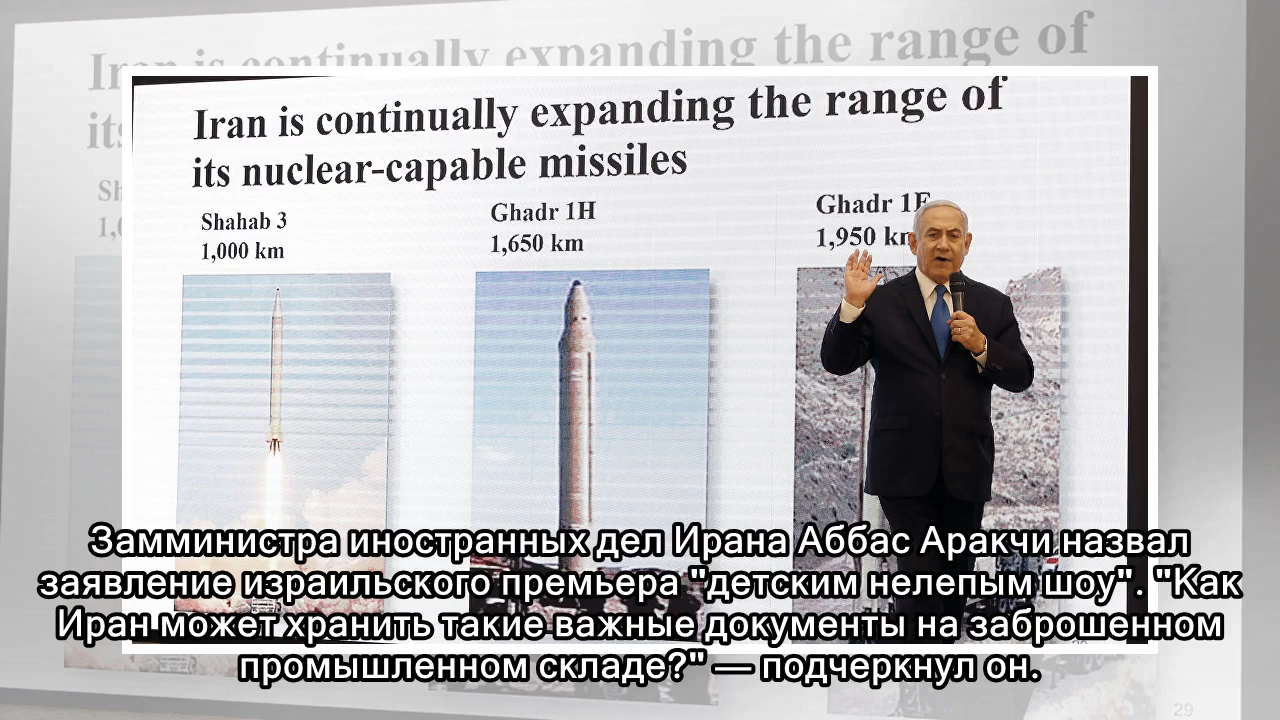 Iran is continually expanding the range of
its nuclear-capable missiles
Shahab 3
1,000 km
Ghadr 1H
1,650 km
Ghadr 1F
1,950 km
Замминистра иностранных дел Ирана Аббас Аракчи назвал
заявление израильского премьера "детским нелепым шоу". "Как
Иран может хранить такие важные документы на заброшенном
промышленном складе?" — подчеркнул он.
29